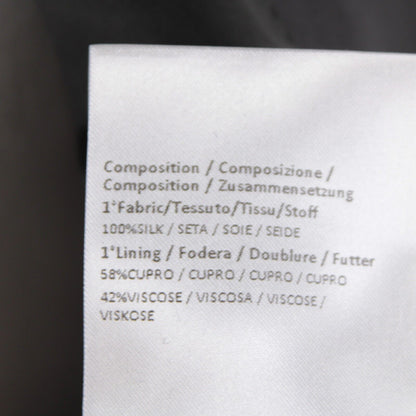 Composition / Composizione /
Composition / Zusammensetzung
1°Fabric/Tessuto/Tissu/Stoff
100%SILK / SETA / SOIE / SEIDE
1°Lining / Fodera / Doublure / Futter
58%CUPRO / CUPRO / CUPRO / CUPRO
42%VISCOSE / VISCOSA / VISCOSE /
VISKOSE